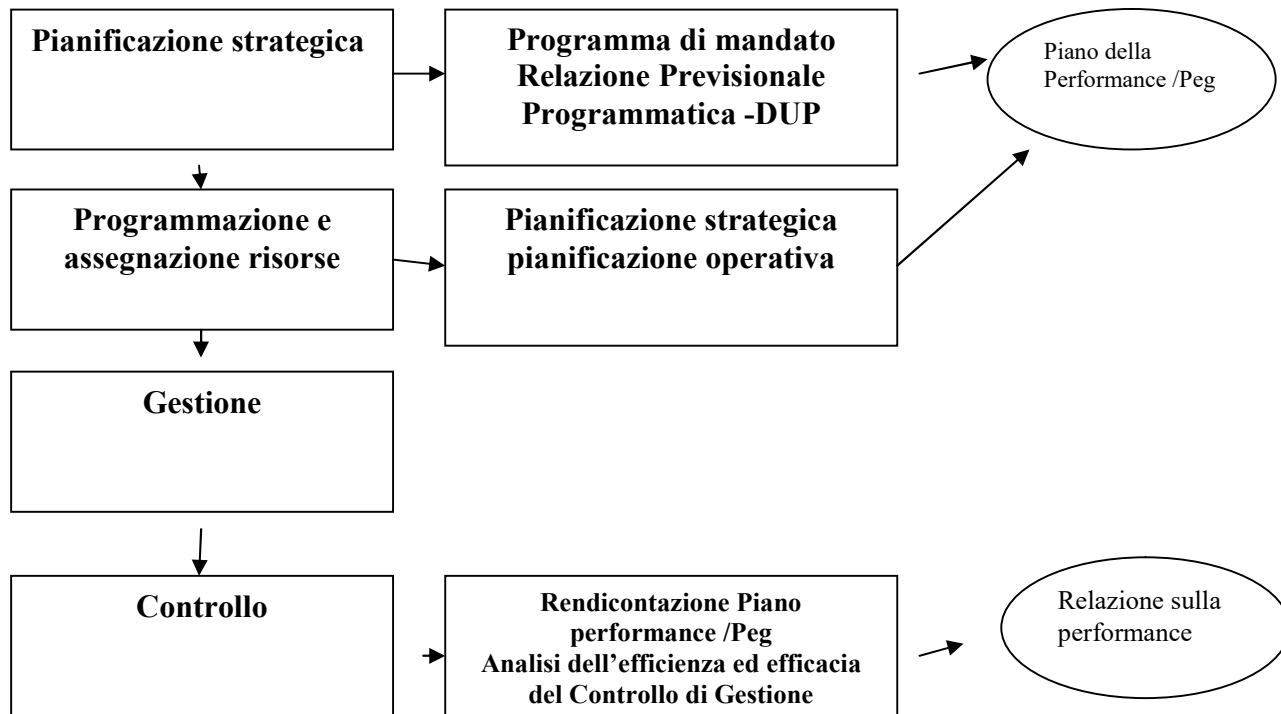 Pianificazione strategica
Programma di mandato
Relazione Previsionale
Programmatica -DUP
Piano della
Performance /Peg
Programmazione e
assegnazione risorse
Pianificazione strategica
pianificazione operativa
Gestione
Controllo
Rendicontazione Piano
performance /Peg
Analisi dell’efficienza ed efficacia
del Controllo di Gestione
Relazione sulla
performance